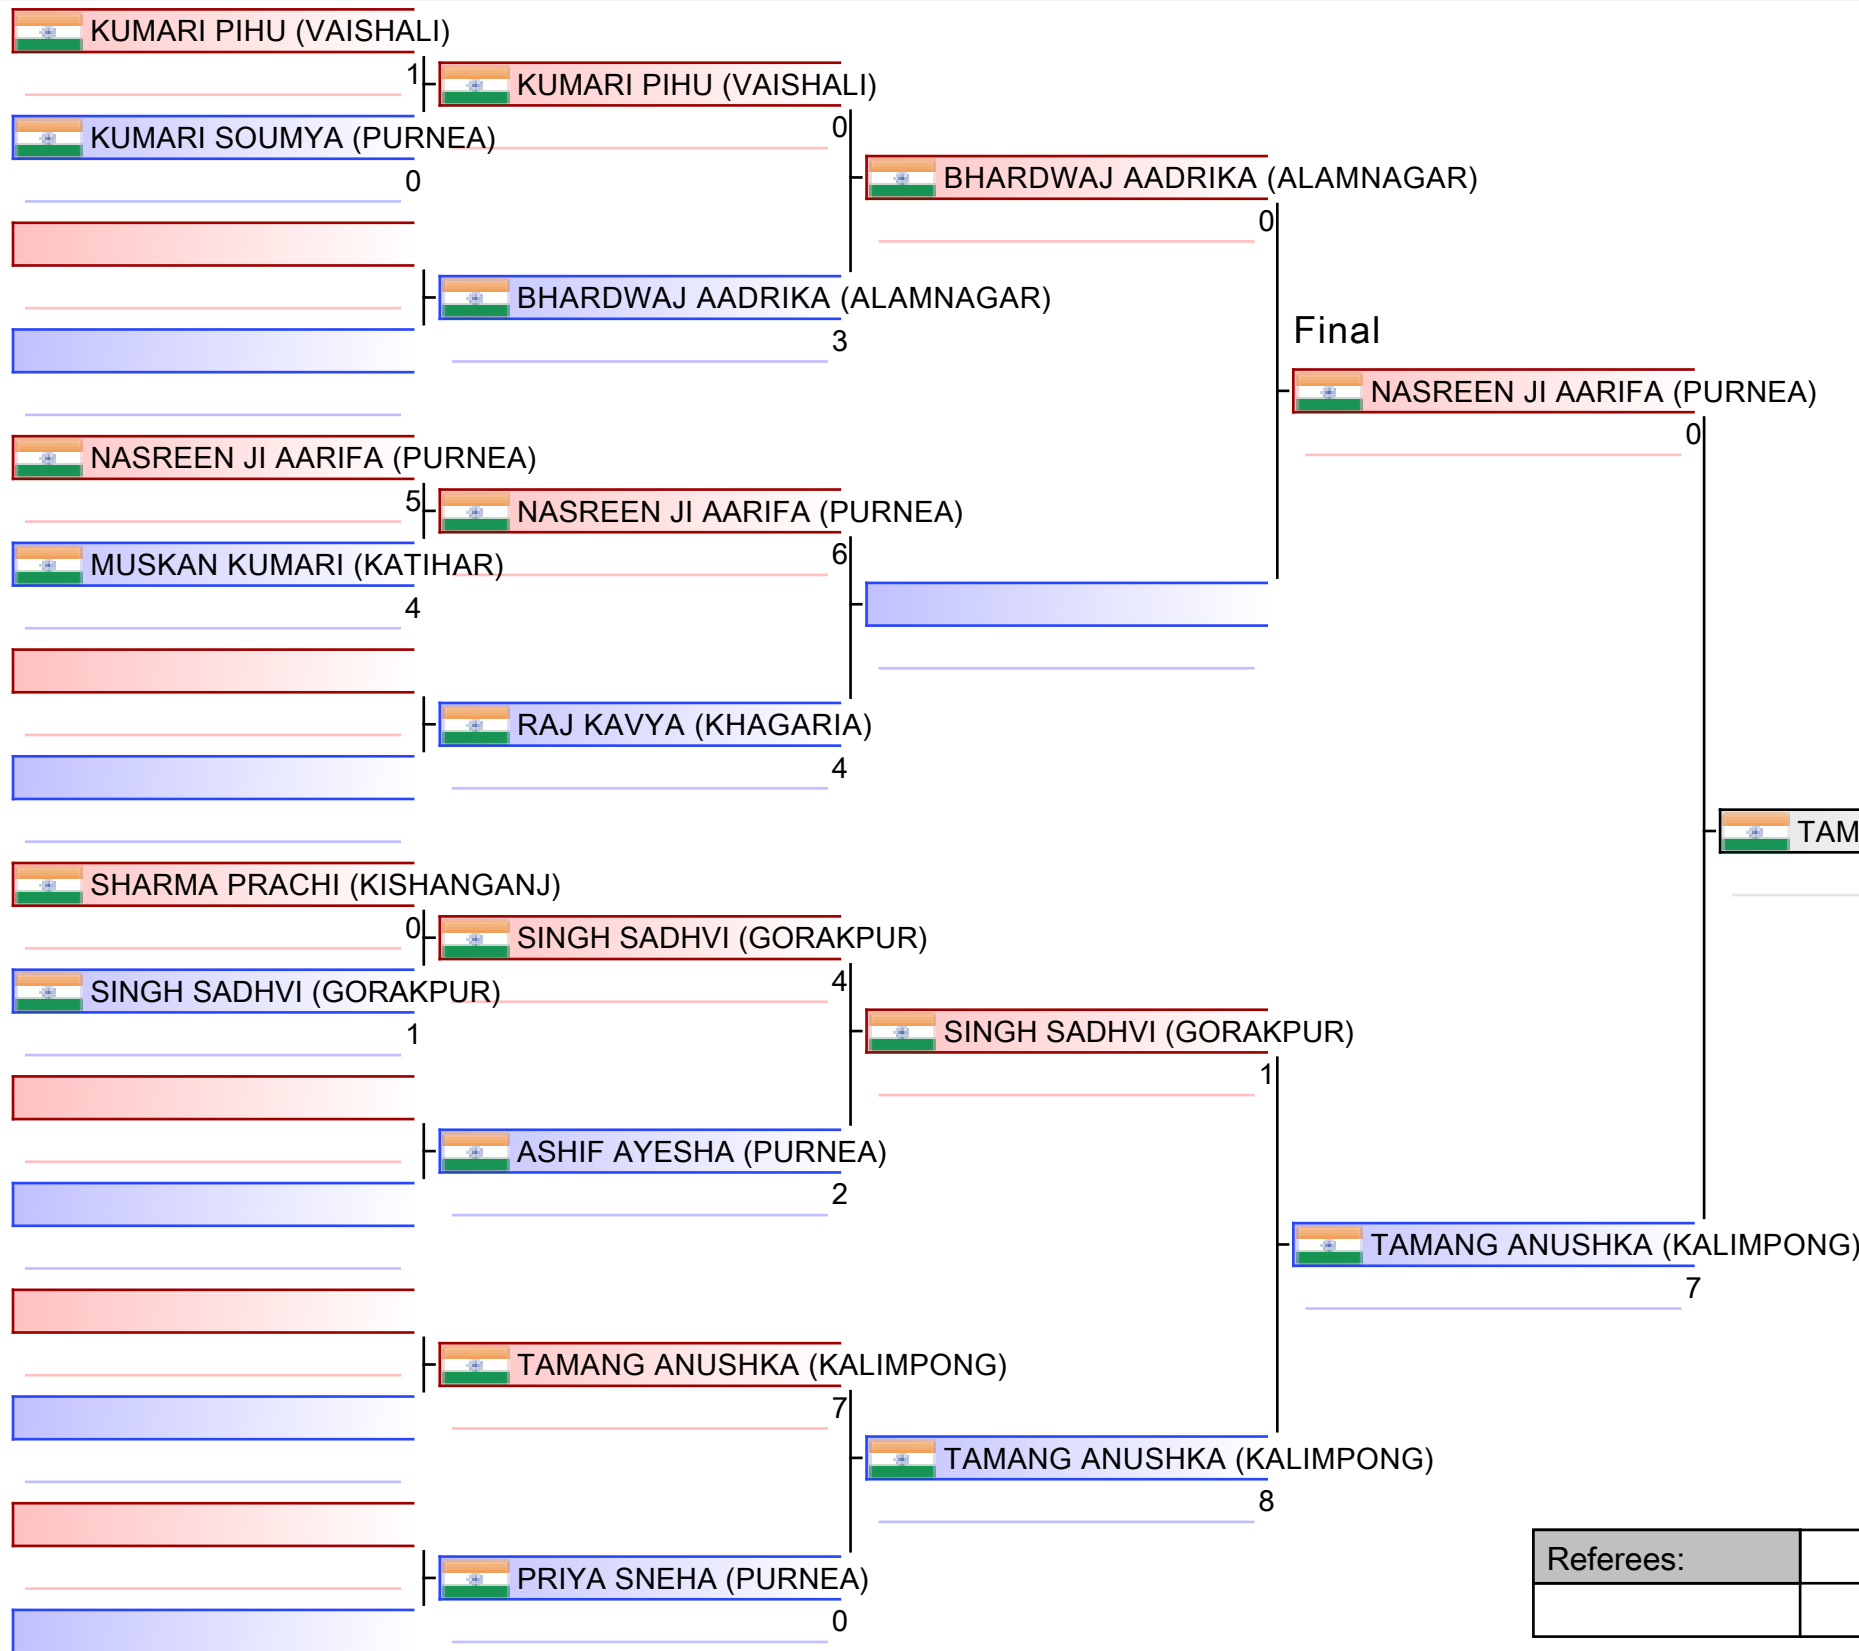 KUMARI PIHU (VAISHALI)
1
KUMARI PIHU (VAISHALI)
0
KUMARI SOUMYA (PURNEA)
0
BHARDWAJ AADRIKA (ALAMNAGAR)
0
BHARDWAJ AADRIKA (ALAMNAGAR)
3
Final
NASREEN JI AARIFA (PURNEA)
0
NASREEN JI AARIFA (PURNEA)
5
NASREEN JI AARIFA (PURNEA)
6
MUSKAN KUMARI (KATIHAR)
4
RAJ KAVYA (KHAGARIA)
4
TAM
SHARMA PRACHI (KISHANGANJ)
0
SINGH SADHVI (GORAKPUR)
4
SINGH SADHVI (GORAKPUR)
1
SINGH SADHVI (GORAKPUR)
1
ASHIF AYESHA (PURNEA)
2
TAMANG ANUSHKA (KALIMPONG)
7
TAMANG ANUSHKA (KALIMPONG)
7
TAMANG ANUSHKA (KALIMPONG)
8
PRIYA SNEHA (PURNEA)
0
Referees: